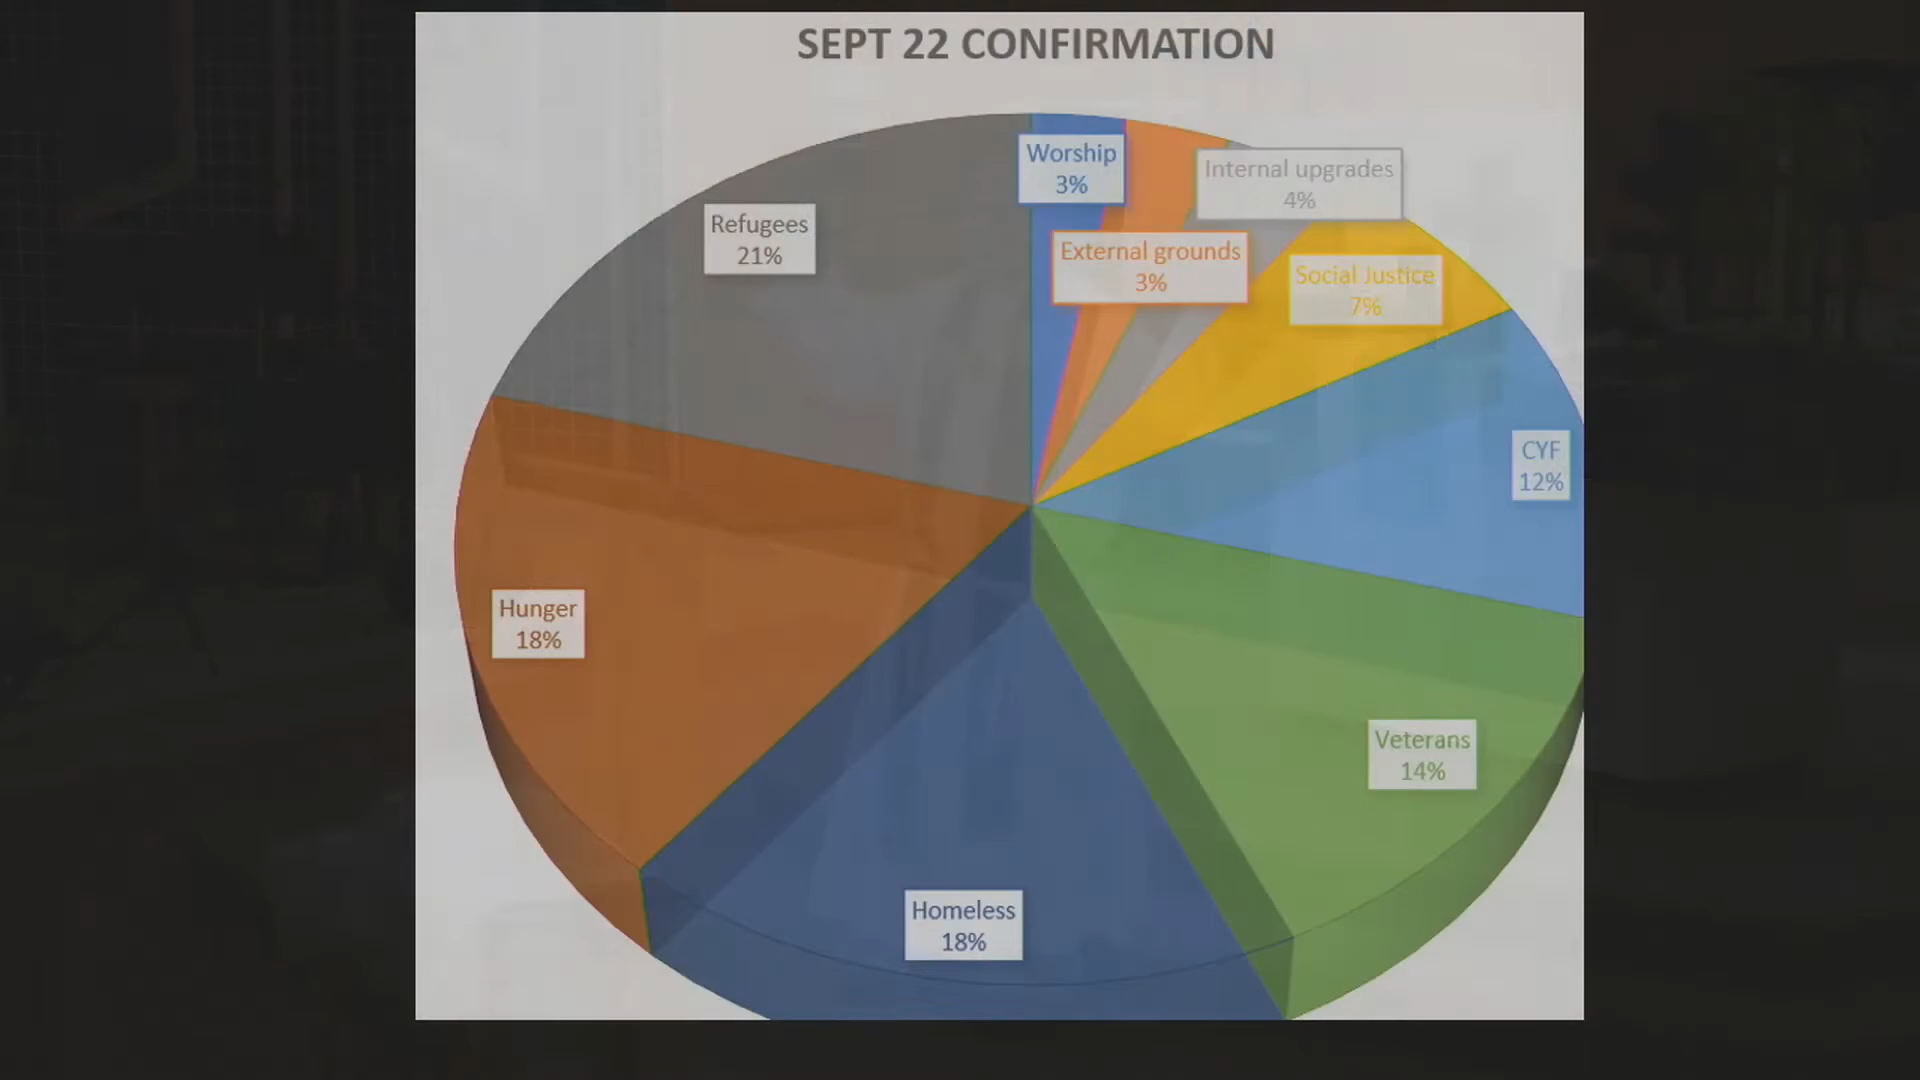 SEPT 22 CONFIRMATION
Worship
3%
Internal upgrades
4%
Refugees
21%
External grounds
3%
Social Justice
7%
CYF
12%
Hunger
18%
Veterans
14%
Homeless
18%